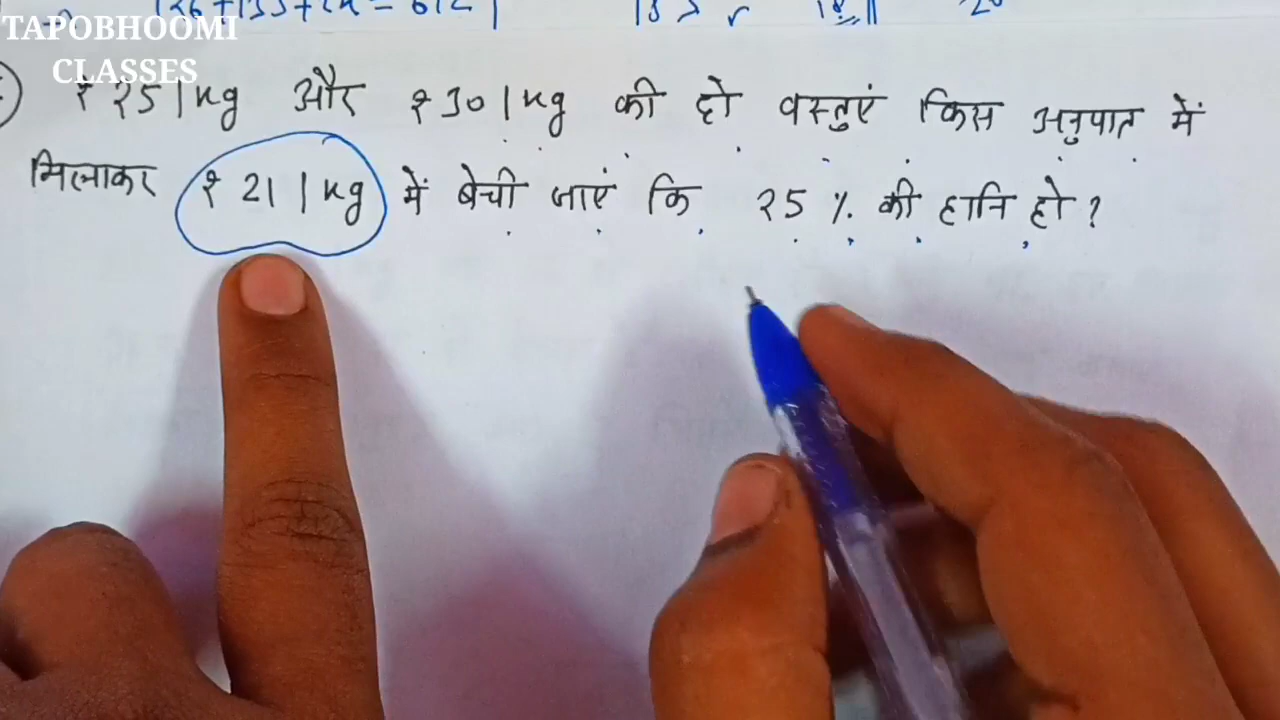 TAPOBHOOMI
CLASSES
₹ 25 | kg और ₹ 30 | kg की दो वस्तुएं किस अनुपात में
मिलाकर ₹ 21 | kg में बेची जाएं कि 25 % की हानि हो ?